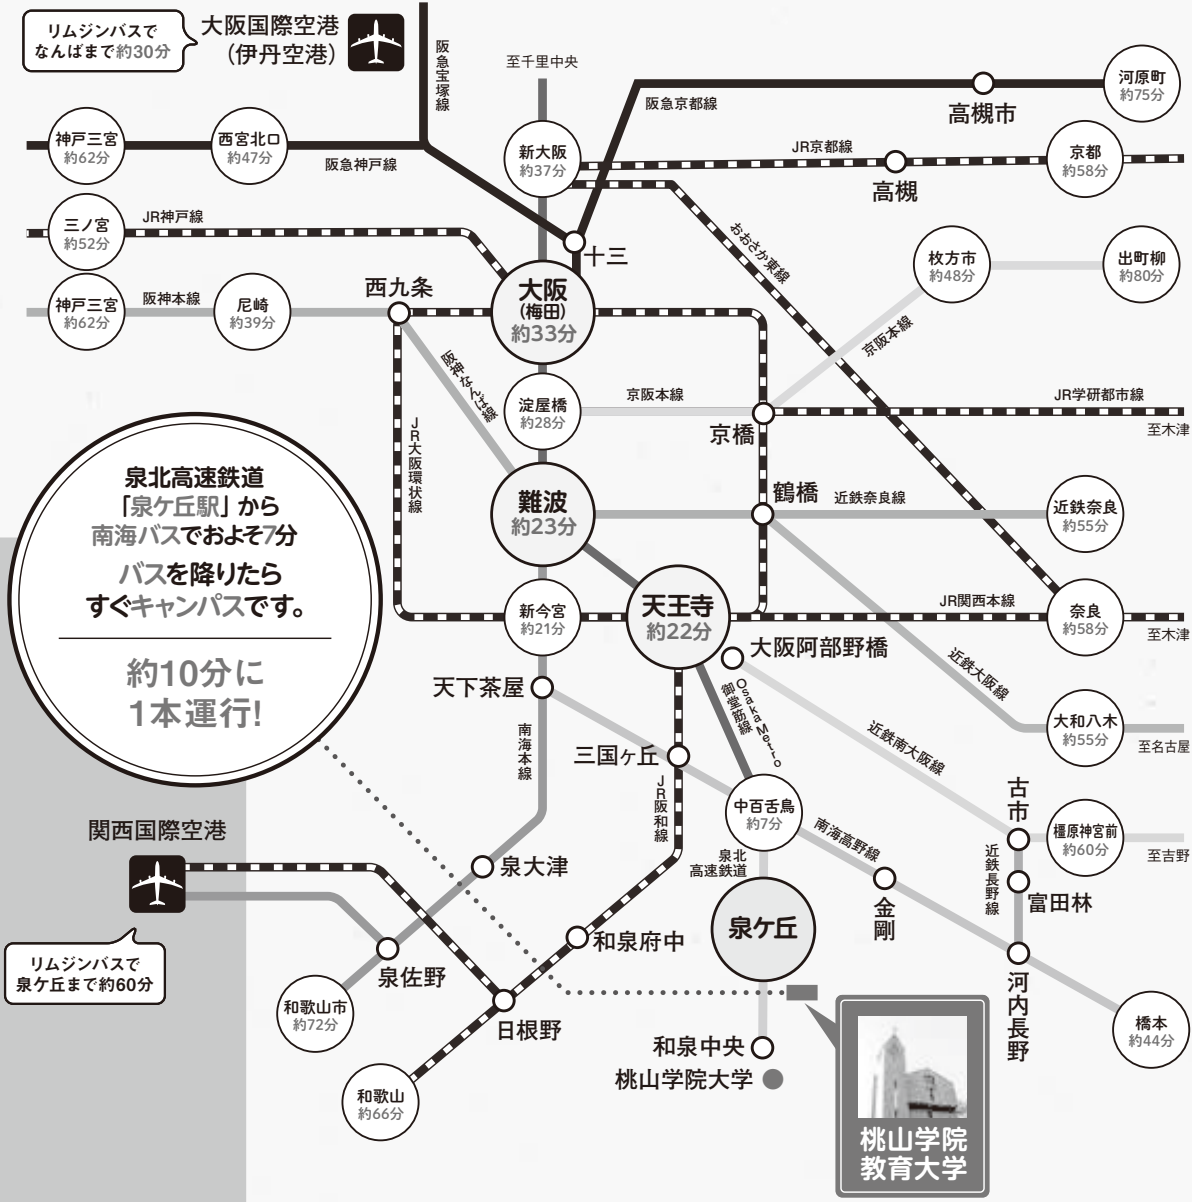 リムジンバスで
なんばまで約30分
大阪国際空港
(伊丹空港)
阪急宝塚線
至千里中央
阪急京都線
高槻市
河原町
約75分
神戸三宮
約62分
西宮北口
約47分
阪急神戸線
新大阪
約37分
JR京都線
高槻
京都
約58分
三ノ宮
約52分
JR神戸線
十三
おおさか東線
枚方市
約48分
出町柳
約80分
神戸三宮
約62分
阪神本線
尼崎
約39分
西九条
大阪
(梅田)
約33分
京阪本線
阪神なんば線
淀屋橋
約28分
京阪本線
京橋
JR学研都市線
至木津
JR大阪環状線
泉北高速鉄道
「泉ケ丘駅」から
南海バスでおよそ7分
バスを降りたら
すぐキャンパスです。
約10分に
1本運行!
難波
約23分
鶴橋
近鉄奈良線
近鉄奈良
約55分
新今宮
約21分
天王寺
約22分
JR関西本線
奈良
約58分
至木津
大阪阿部野橋
近鉄大阪線
天下茶屋
南海本線
Osaka Metro
御堂筋線
近鉄南大阪線
大和八木
約55分
至名古屋
三国ヶ丘
JR阪和線
中百舌鳥
約7分
南海高野線
古市
橿原神宮前
約60分
至吉野
関西国際空港
泉大津
泉北
高速鉄道
近鉄長野線
金剛
富田林
泉ケ丘
リムジンバスで
泉ケ丘まで約60分
泉佐野
和泉府中
河内長野
和歌山市
約72分
日根野
橋本
約44分
和泉中央
桃山学院大学
和歌山
約66分
桃山学院
教育大学